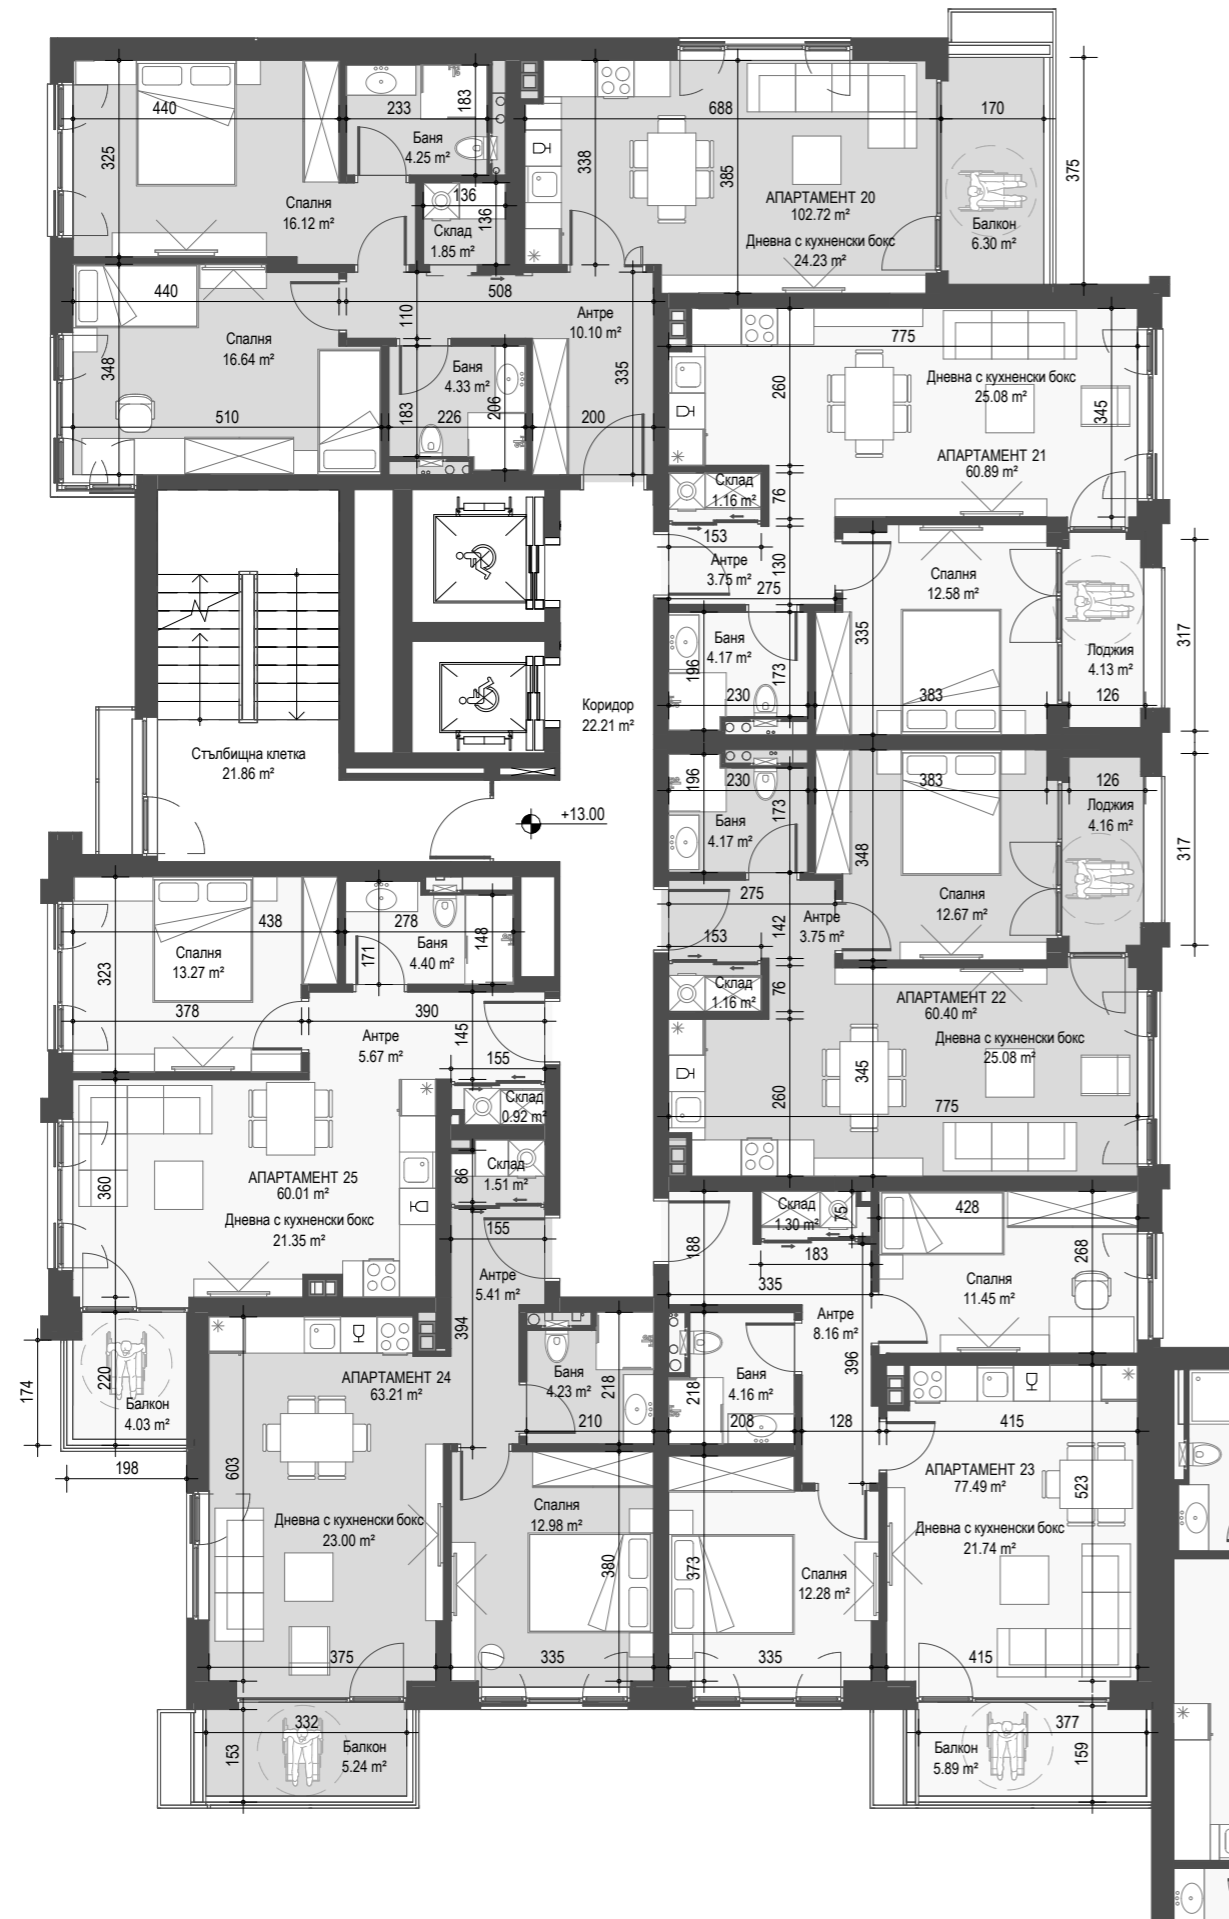 440
233
183
Баня
4.25 m²
325
Спалня
16.12 m²
136
136
Склад
1.85 m²
338
688
385
АПАРТАМЕНТ 20
102.72 m²
Дневна с кухненски бокс
24.23 m²
170
375
Балкон
6.30 m²
440
508
110
Антре
10.10 m²
Спалня
16.64 m²
348
510
Баня
4.33 m²
183
226
206
200
335
775
260
Дневна с кухненски бокс
25.08 m²
345
АПАРТАМЕНТ 21
60.89 m²
Склад
1.16 m²
76
153
Антре
3.75 m²
130
275
Спалня
12.58 m²
335
383
Баня
4.17 m²
196
173
230
Лоджия
4.13 m²
126
317
Коридор
22.21 m²
Стълбищна клетка
21.86 m²
+13.00
196
230
173
Баня
4.17 m²
383
348
126
Лоджия
4.16 m²
317
275
Спалня
12.67 m²
Антре
3.75 m²
142
153
Склад
1.16 m²
76
АПАРТАМЕНТ 22
60.40 m²
Дневна с кухненски бокс
25.08 m²
345
260
775
438
278
Баня
4.40 m²
148
171
Спалня
13.27 m²
323
378
390
Антре
5.67 m²
145
155
Склад
0.92 m²
Склад
1.51 m²
86
155
АПАРТАМЕНТ 25
60.01 m²
360
Дневна с кухненски бокс
21.35 m²
Антре
5.41 m²
394
188
Склад
1.30 m²
75
183
335
428
268
Спалня
11.45 m²
Антре
8.16 m²
396
174
220
Балкон
4.03 m²
198
АПАРТАМЕНТ 24
63.21 m²
603
Баня
4.23 m²
218
210
218
Баня
4.16 m²
208
128
415
АПАРТАМЕНТ 23
77.49 m²
523
Дневна с кухненски бокс
23.00 m²
Спалня
12.98 m²
380
373
Спалня
12.28 m²
Дневна с кухненски бокс
21.74 m²
375
335
335
415
332
153
Балкон
5.24 m²
377
Балкон
5.89 m²
159